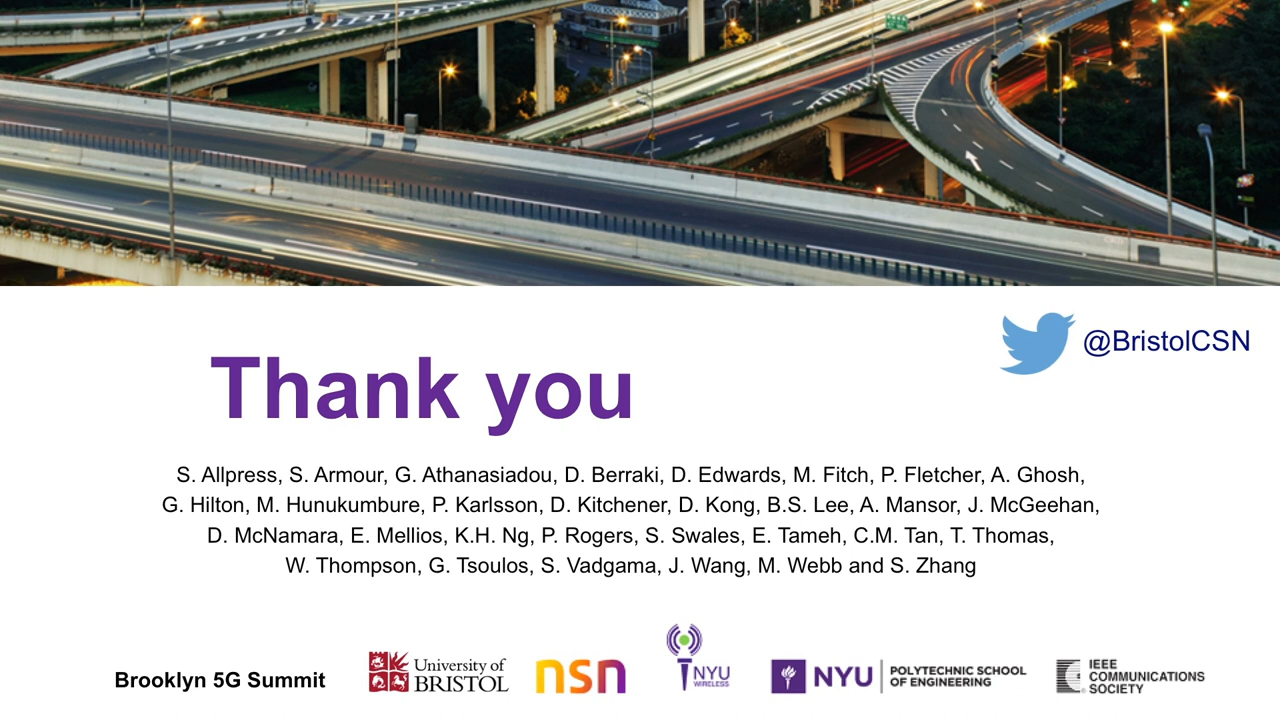 @BristolCSN
Thank you
S. Allpress, S. Armour, G. Athanasiadou, D. Berraki, D. Edwards, M. Fitch, P. Fletcher, A. Ghosh,
G. Hilton, M. Hunukumbure, P. Karlsson, D. Kitchener, D. Kong, B.S. Lee, A. Mansor, J. McGeehan,
D. McNamara, E. Mellios, K.H. Ng, P. Rogers, S. Swales, E. Tameh, C.M. Tan, T. Thomas,
W. Thompson, G. Tsoulos, S. Vadgama, J. Wang, M. Webb and S. Zhang
Brooklyn 5G Summit
University of
BRISTOL
nsn
NYU
WIRELESS
NYU
POLYTECHNIC SCHOOL
OF ENGINEERING
IEEE
COMMUNICATIONS
SOCIETY